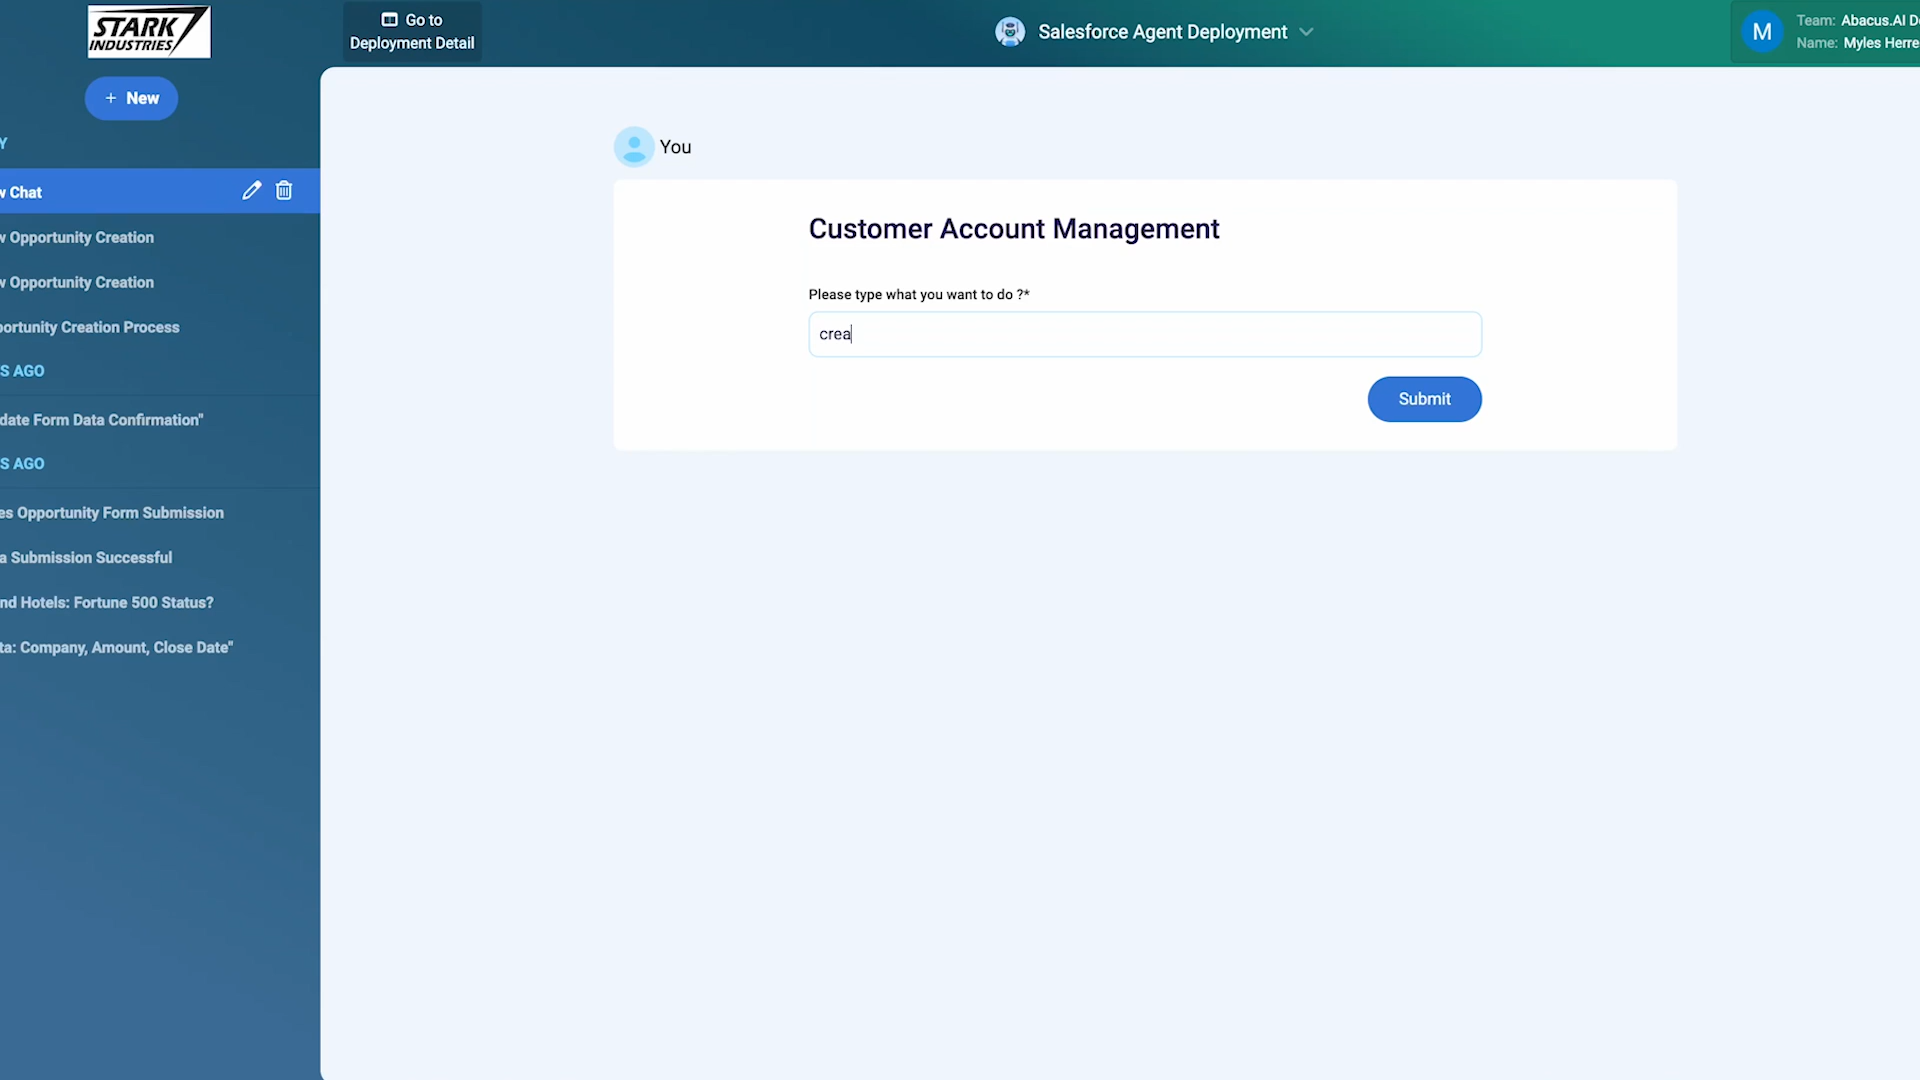 STARK
INDUSTRIES
Go to
Deployment Detail
Salesforce Agent Deployment
M
Team: Abacus.AI D
Name: Myles Herre
+ New
Y
w Chat
w Opportunity Creation
w Opportunity Creation
portunity Creation Process
S AGO
date Form Data Confirmation"
S AGO
es Opportunity Form Submission
a Submission Successful
nd Hotels: Fortune 500 Status?
ta: Company, Amount, Close Date"
You
Customer Account Management
Please type what you want to do ?*
crea
Submit